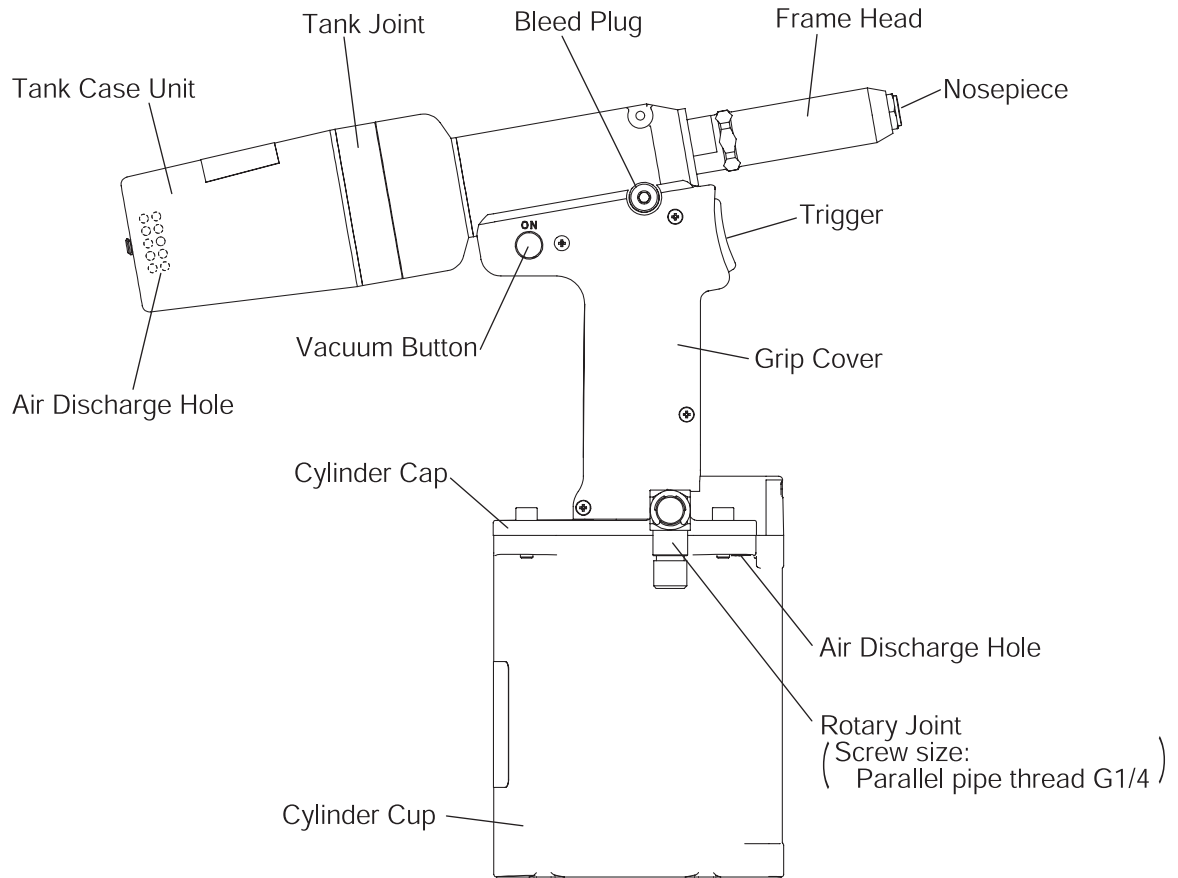 Tank Joint
Bleed Plug
Frame Head
Tank Case Unit
Nosepiece
Trigger
ON
Vacuum Button
Grip Cover
Air Discharge Hole
Cylinder Cap
Air Discharge Hole
Rotary Joint
(Screw size:
Parallel pipe thread G1/4)
Cylinder Cup